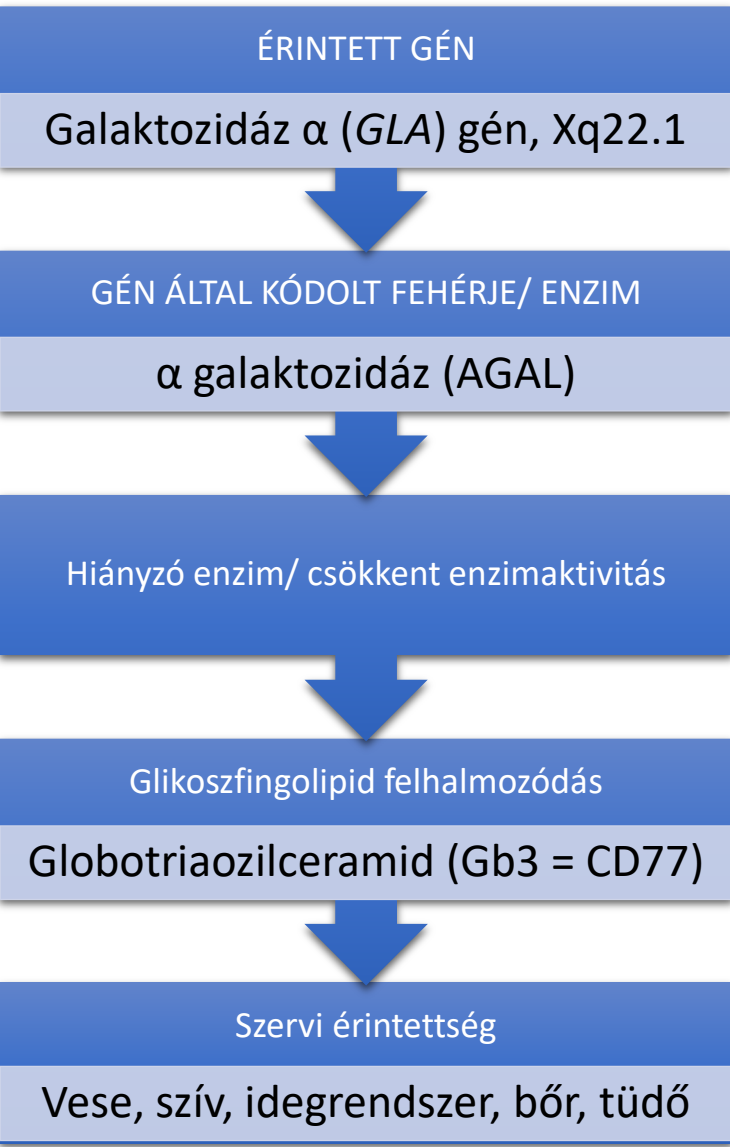 ÉRINTETT GÉN
Galaktozidáz α (GLA) gén, Xq22.1
GÉN ÁLTAL KÓDOLT FEHÉRJE/ ENZIM
α galaktozidáz (AGAL)
Hiányzó enzim/ csökkent enzimaktivitás
Glikoszfingolipid felhalmozódás
Globotriaozilceramid (Gb3 = CD77)
Szervi érintettség
Vese, szív, idegrendszer, bőr, tüdő